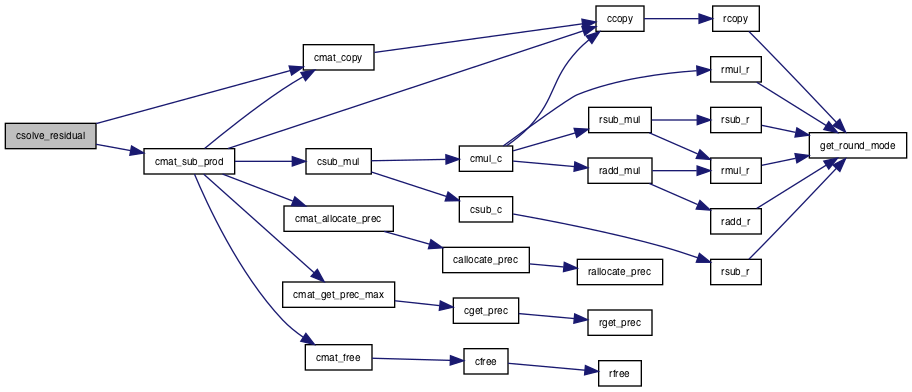 csolve_residual
cmat_copy
cmat_sub_prod
csub_mul
cmat_allocate_prec
cmat_get_prec_max
cmat_free
cmul_c
csub_c
callocate_prec
cget_prec
cfree
ccopy
rsub_mul
radd_mul
rallocate_prec
rget_prec
rfree
rcopy
rmul_r
rsub_r
rmul_r
radd_r
rsub_r
get_round_mode